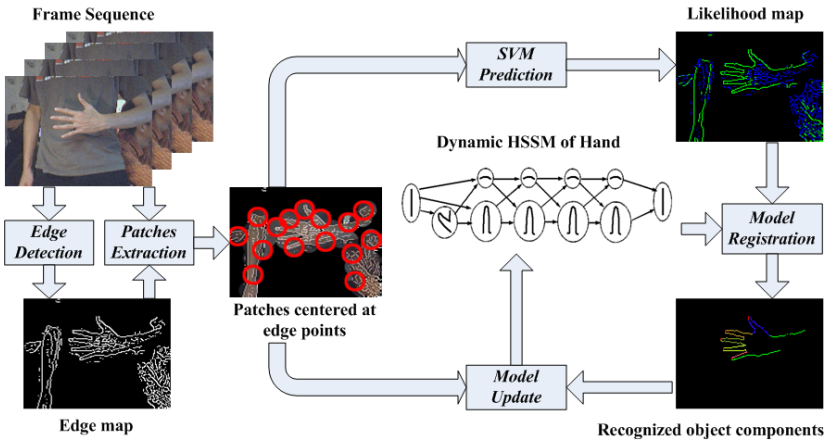 Frame Sequence
Likelihood map
SVM
Prediction
Dynamic HSSM of Hand
Edge
Detection
Patches
Extraction
Model
Registration
Patches centered at
edge points
Model
Update
Edge map
Recognized object components